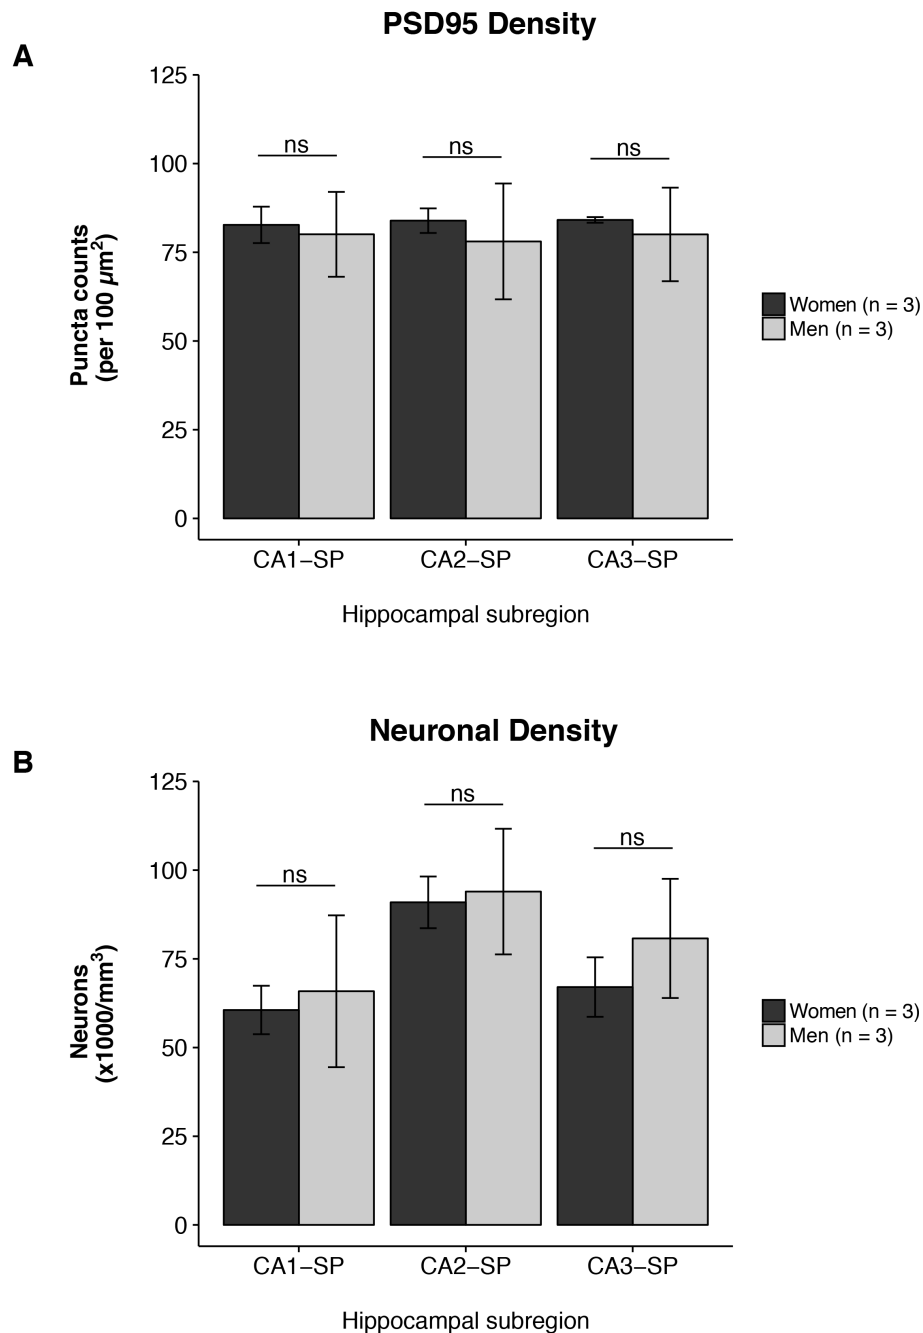 PSD95 Density
A
125
100
75
50
25
0
Puncta counts
(per 100 µm²)
ns
ns
ns
Women (n = 3)
Men (n = 3)
CA1–SP
CA2–SP
CA3–SP
Hippocampal subregion
Neuronal Density
B
125
100
75
50
25
0
Neurons
(x1000/mm³)
ns
ns
ns
Women (n = 3)
Men (n = 3)
CA1–SP
CA2–SP
CA3–SP
Hippocampal subregion